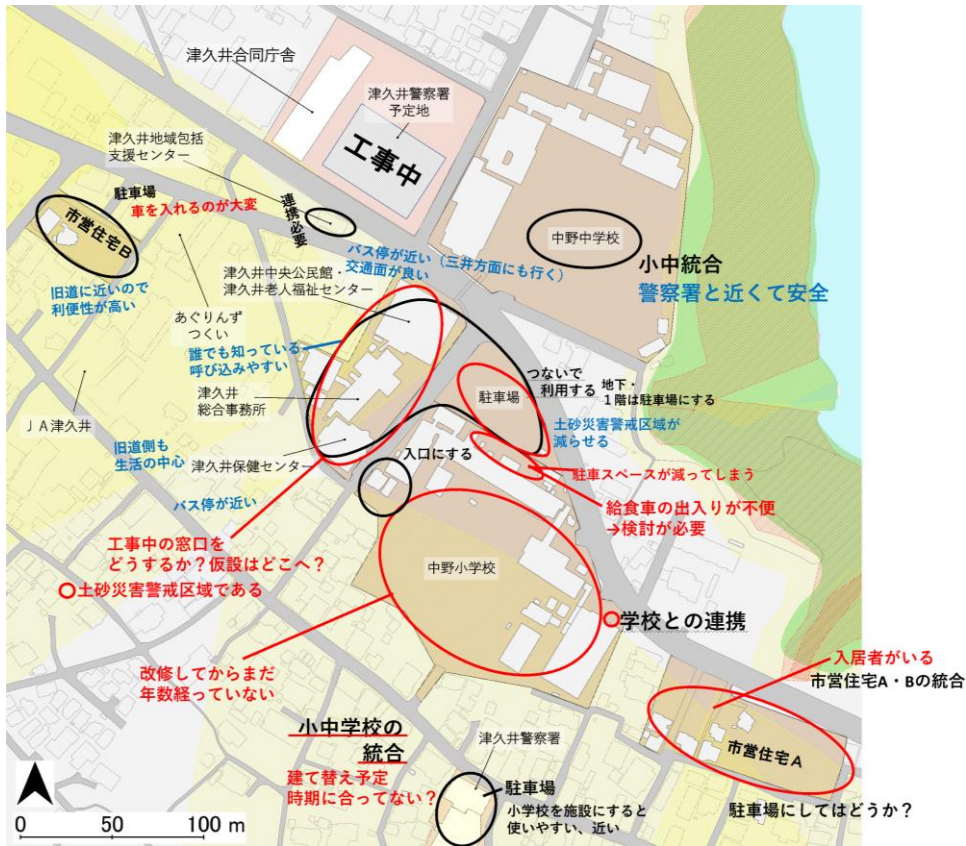 津久井合同庁舎
津久井警察署
予定地
工事中
津久井地域包括
支援センター
駐車場
車を入れるのが大変
市営住宅B
連携
必要
中野中学校
小中統合
警察署と近くて安全
バス停が近い（三井方面にも行く）
交通面が良い
津久井中央公民館・
津久井老人福祉センター
旧道に近いので
利便性が高い
あぐりんず
つくい
誰でも知っている
呼び込みやすい
津久井
総合事務所
駐車場
つないで
利用する
地下・
１階は駐車場にする
土砂災害警戒区域が
減らせる
ＪＡ津久井
旧道側も
生活の中心
津久井保健センター
入口にする
駐車スペースが減ってしまう
バス停が近い
給食車の出入りが不便
→検討が必要
工事中の窓口を
どうするか？仮設はどこへ？
土砂災害警戒区域である
中野小学校
学校との連携
改修してからまだ
年数経っていない
入居者がいる
市営住宅A・Bの統合
小中学校の
統合
津久井警察署
市営住宅A
建て替え予定
時期に合ってない？
駐車場
小学校を施設にすると
使いやすい、近い
駐車場にしてはどうか？
0 50 100 m